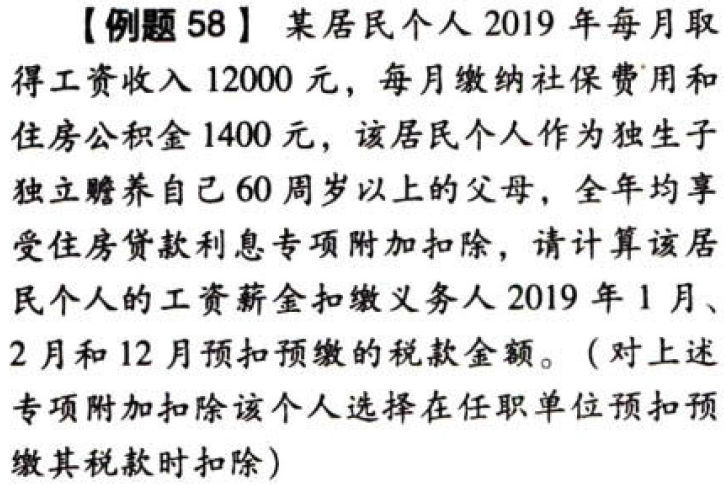 【例题 58】 某居民个人 2019 年每月取
得工资收入 12000 元，每月缴纳社保费用和
住房公积金 1400 元，该居民个人作为独生子
独立赡养自己 60 周岁以上的父母，全年均享
受住房贷款利息专项附加扣除，请计算该居
民个人的工资薪金扣缴义务人 2019 年 1 月、
2 月和 12 月预扣预缴的税款金额。（对上述
专项附加扣除该个人选择在任职单位预扣预
缴其税款时扣除）